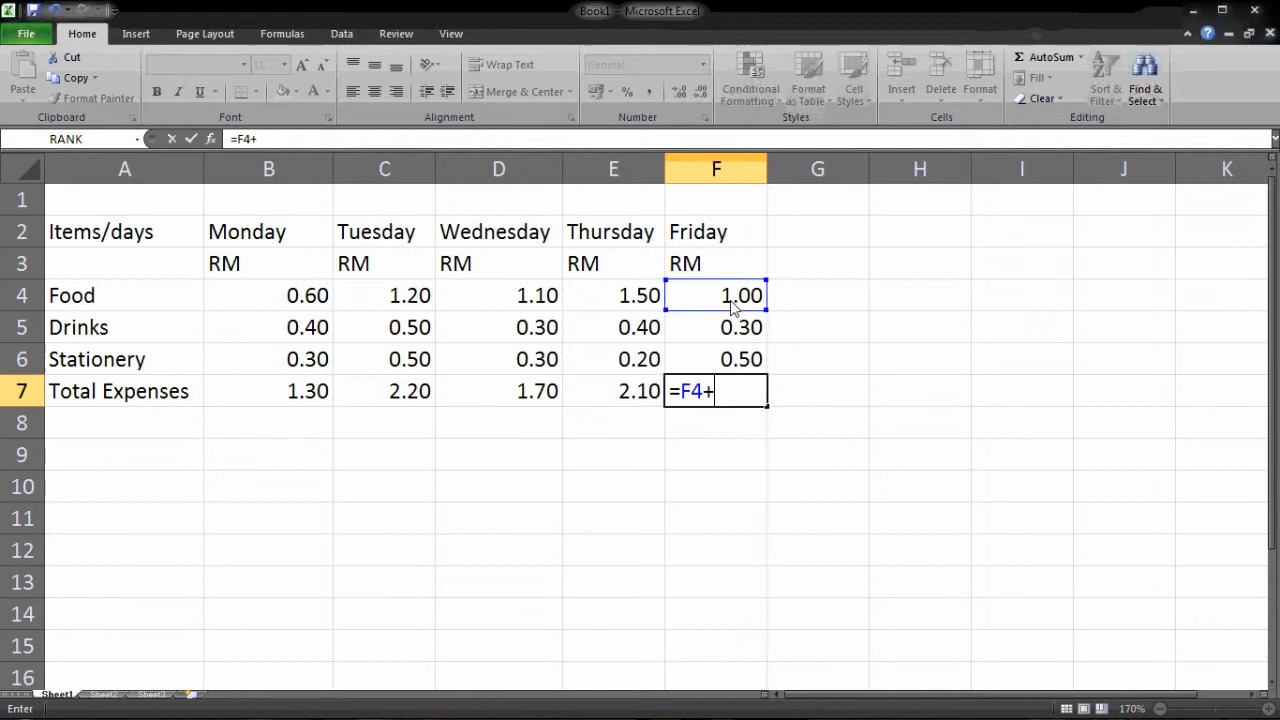 Book1 - Microsoft Excel
File Home Insert Page Layout Formulas Data Review View
Cut
Copy
Format Painter
Paste
Clipboard
11
B I U A
Font
Wrap Text
Merge & Center
Alignment
General
%
Number
Conditional Formatting
Format as Table
Cell Styles
Styles
Insert
Delete
Format
Cells
AutoSum
Fill
Clear
Sort & Filter
Find & Select
Editing
RANK fx =F4+
A B C D E F G H I J K
1
2 Items/days Monday Tuesday Wednesday Thursday Friday
3 RM RM RM RM RM
4 Food 0.60 1.20 1.10 1.50 1.00
5 Drinks 0.40 0.50 0.30 0.40 0.30
6 Stationery 0.30 0.50 0.30 0.20 0.50
7 Total Expenses 1.30 2.20 1.70 2.10 =F4+
8
9
10
11
12
13
14
15
16
Sheet1 Sheet2 Sheet3
Enter 170%